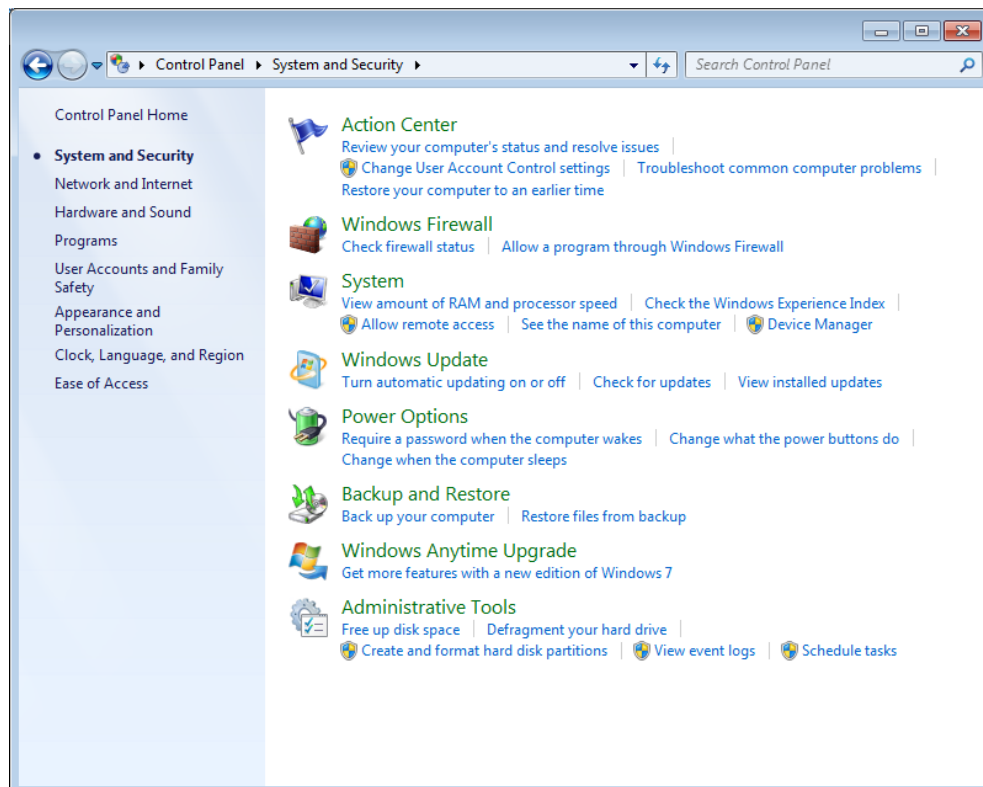 Control Panel System and Security
Search Control Panel
Control Panel Home
System and Security
Network and Internet
Hardware and Sound
Programs
User Accounts and Family
Safety
Appearance and
Personalization
Clock, Language, and Region
Ease of Access
Action Center
Review your computer's status and resolve issues
Change User Account Control settings Troubleshoot common computer problems
Restore your computer to an earlier time
Windows Firewall
Check firewall status Allow a program through Windows Firewall
System
View amount of RAM and processor speed Check the Windows Experience Index
Allow remote access See the name of this computer Device Manager
Windows Update
Turn automatic updating on or off Check for updates View installed updates
Power Options
Require a password when the computer wakes Change what the power buttons do
Change when the computer sleeps
Backup and Restore
Back up your computer Restore files from backup
Windows Anytime Upgrade
Get more features with a new edition of Windows 7
Administrative Tools
Free up disk space Defragment your hard drive
Create and format hard disk partitions View event logs Schedule tasks